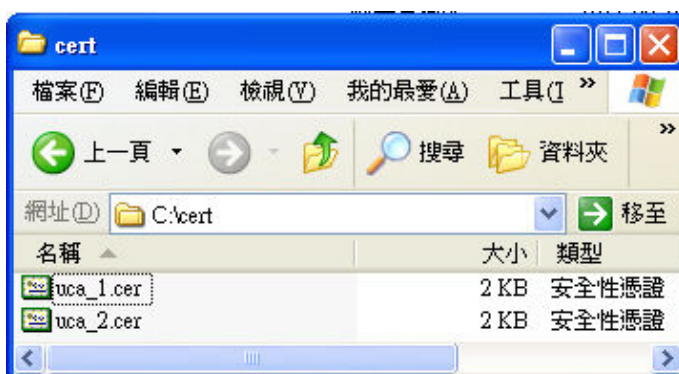 cert
檔案(F) 編輯(E) 檢視(V) 我的最愛(A) 工具(T »
上一頁 搜尋 資料夾 »
網址(D) C:\cert 移至
名稱 大小 類型
uca_1.cer 2 KB 安全性憑證
uca_2.cer 2 KB 安全性憑證